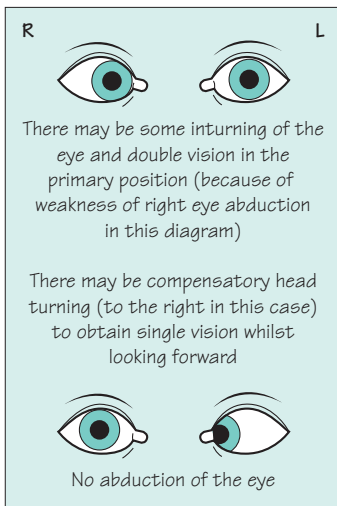 R L
There may be some inturning of the
eye and double vision in the
primary position (because of
weakness of right eye abduction
in this diagram)
There may be compensatory head
turning (to the right in this case)
to obtain single vision whilst
looking forward
No abduction of the eye